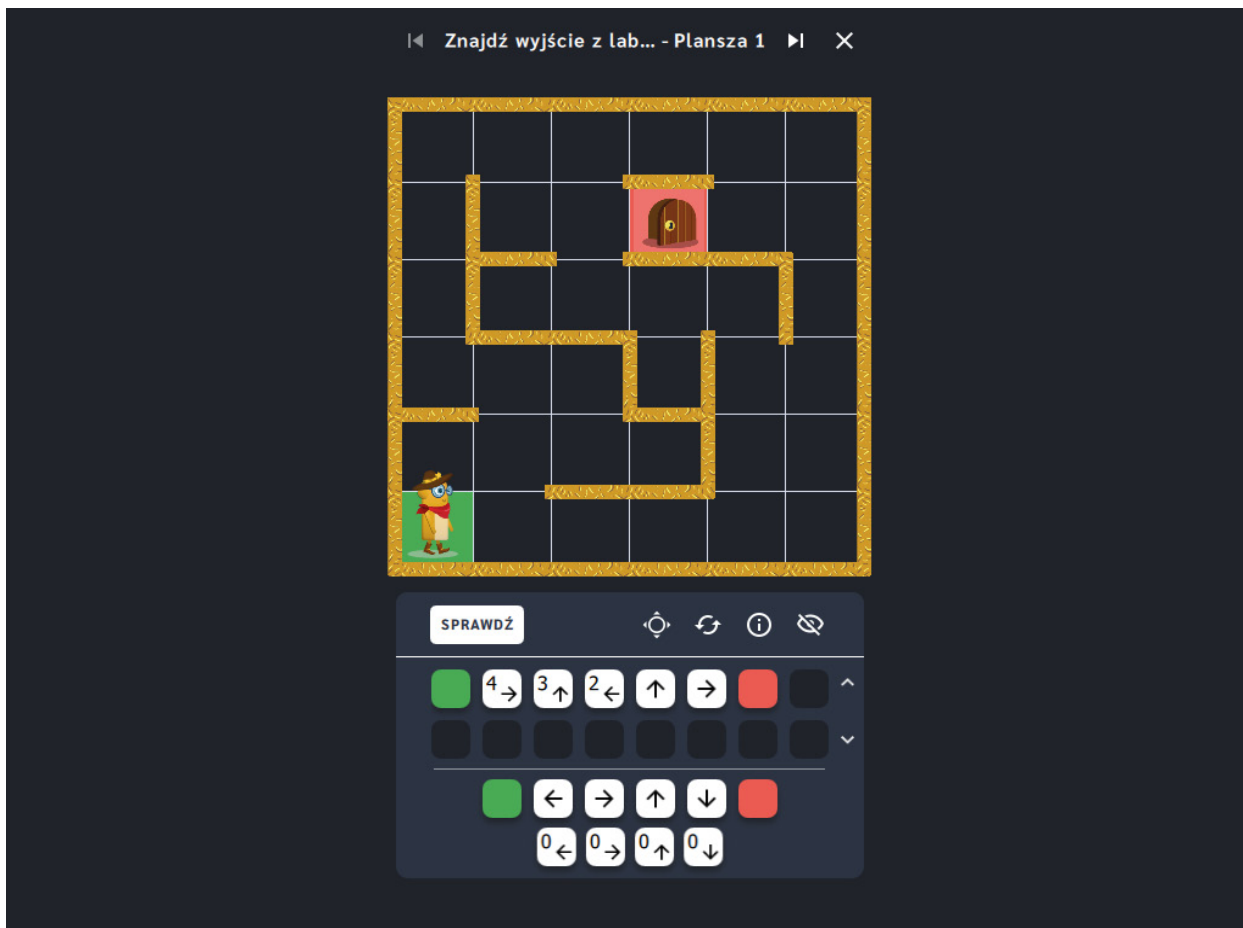 Znajdź wyjście z lab... - Plansza 1
SPRAWDŹ
4 → 3 ↑ 2 ← ↑ →
← → ↑ ↓
0 ← 0 → 0 ↑ 0 ↓